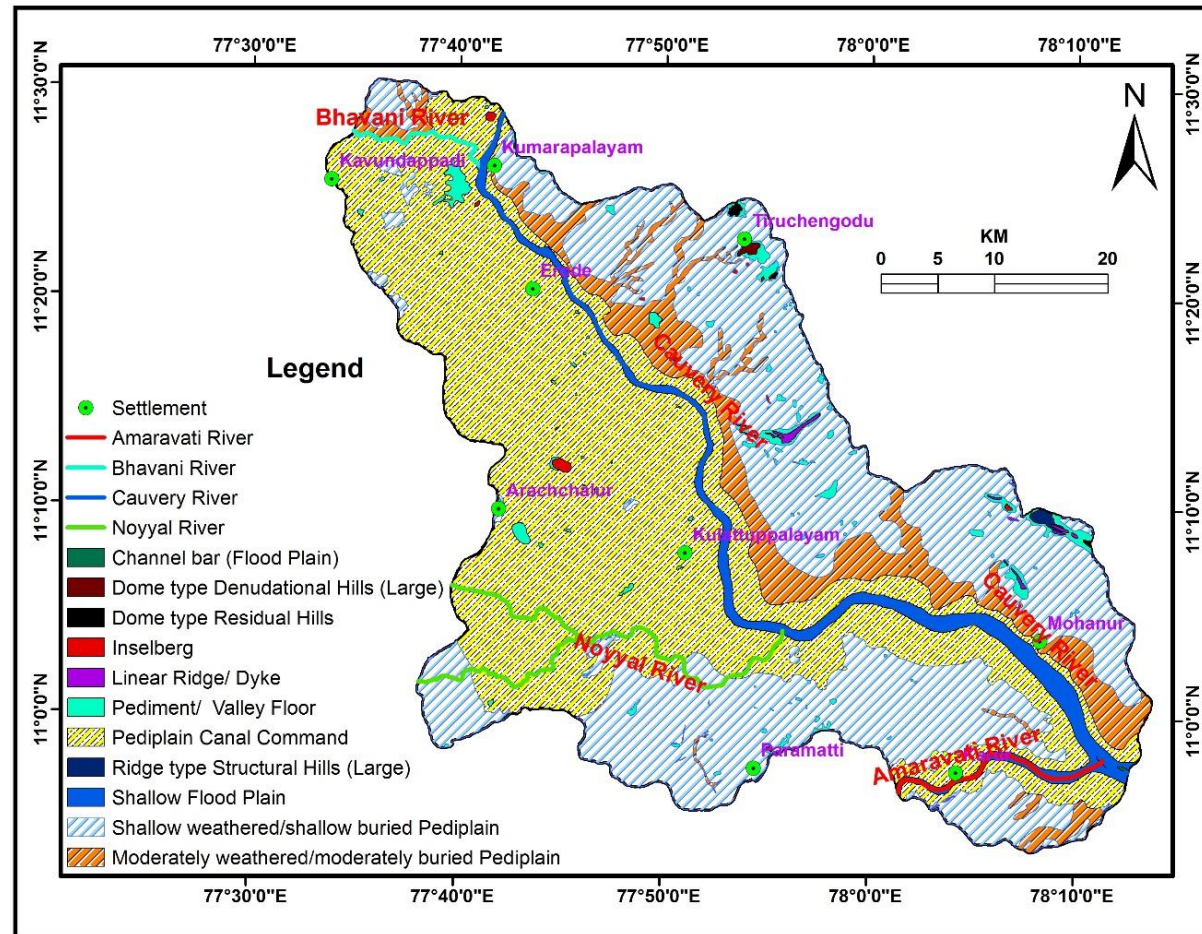 77°30'0"E 77°40'0"E 77°50'0"E 78°0'0"E 78°10'0"E
11°30'0"N
11°20'0"N
11°10'0"N
11°0'0"N
11°30'0"N
11°20'0"N
11°10'0"N
11°0'0"N
N
KM
0 5 10 20
Bhavani River
Kavundappadi
Kumarapalayam
Tiruchengodu
Erode
Cauvery River
Arachchalur
Kulattuppalayam
Cauvery River
Mohanur
Noyyal River
Paramatti
Amaravati River
Legend
Settlement
Amaravati River
Bhavani River
Cauvery River
Noyyal River
Channel bar (Flood Plain)
Dome type Denudational Hills (Large)
Dome type Residual Hills
Inselberg
Linear Ridge/ Dyke
Pediment/ Valley Floor
Pediplain Canal Command
Ridge type Structural Hills (Large)
Shallow Flood Plain
Shallow weathered/shallow buried Pediplain
Moderately weathered/moderately buried Pediplain
77°30'0"E 77°40'0"E 77°50'0"E 78°0'0"E 78°10'0"E